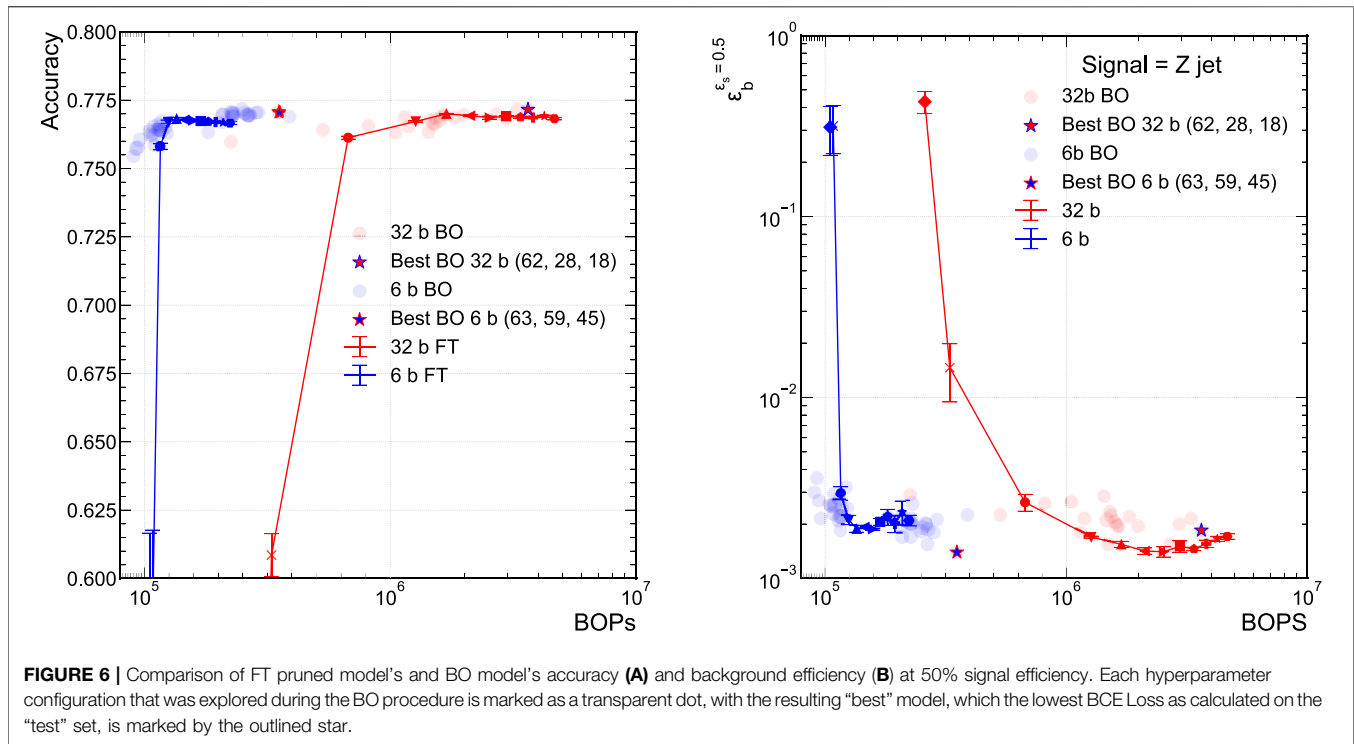 Accuracy
0.800
0.775
0.750
0.725
0.700
0.675
0.650
0.625
0.600
32 b BO
Best BO 32 b (62, 28, 18)
6 b BO
Best BO 6 b (63, 59, 45)
32 b FT
6 b FT
10^5
10^6
10^7
BOPs
ε_b^{ε_s = 0.5}
10^0
10^−1
10^−2
10^−3
Signal = Z jet
32b BO
Best BO 32 b (62, 28, 18)
6b BO
Best BO 6 b (63, 59, 45)
32 b
6 b
10^5
10^6
10^7
BOPS
FIGURE 6 | Comparison of FT pruned model's and BO model's accuracy (A) and background efficiency (B) at 50% signal efficiency. Each hyperparameter
configuration that was explored during the BO procedure is marked as a transparent dot, with the resulting “best” model, which the lowest BCE Loss as calculated on the
“test” set, is marked by the outlined star.